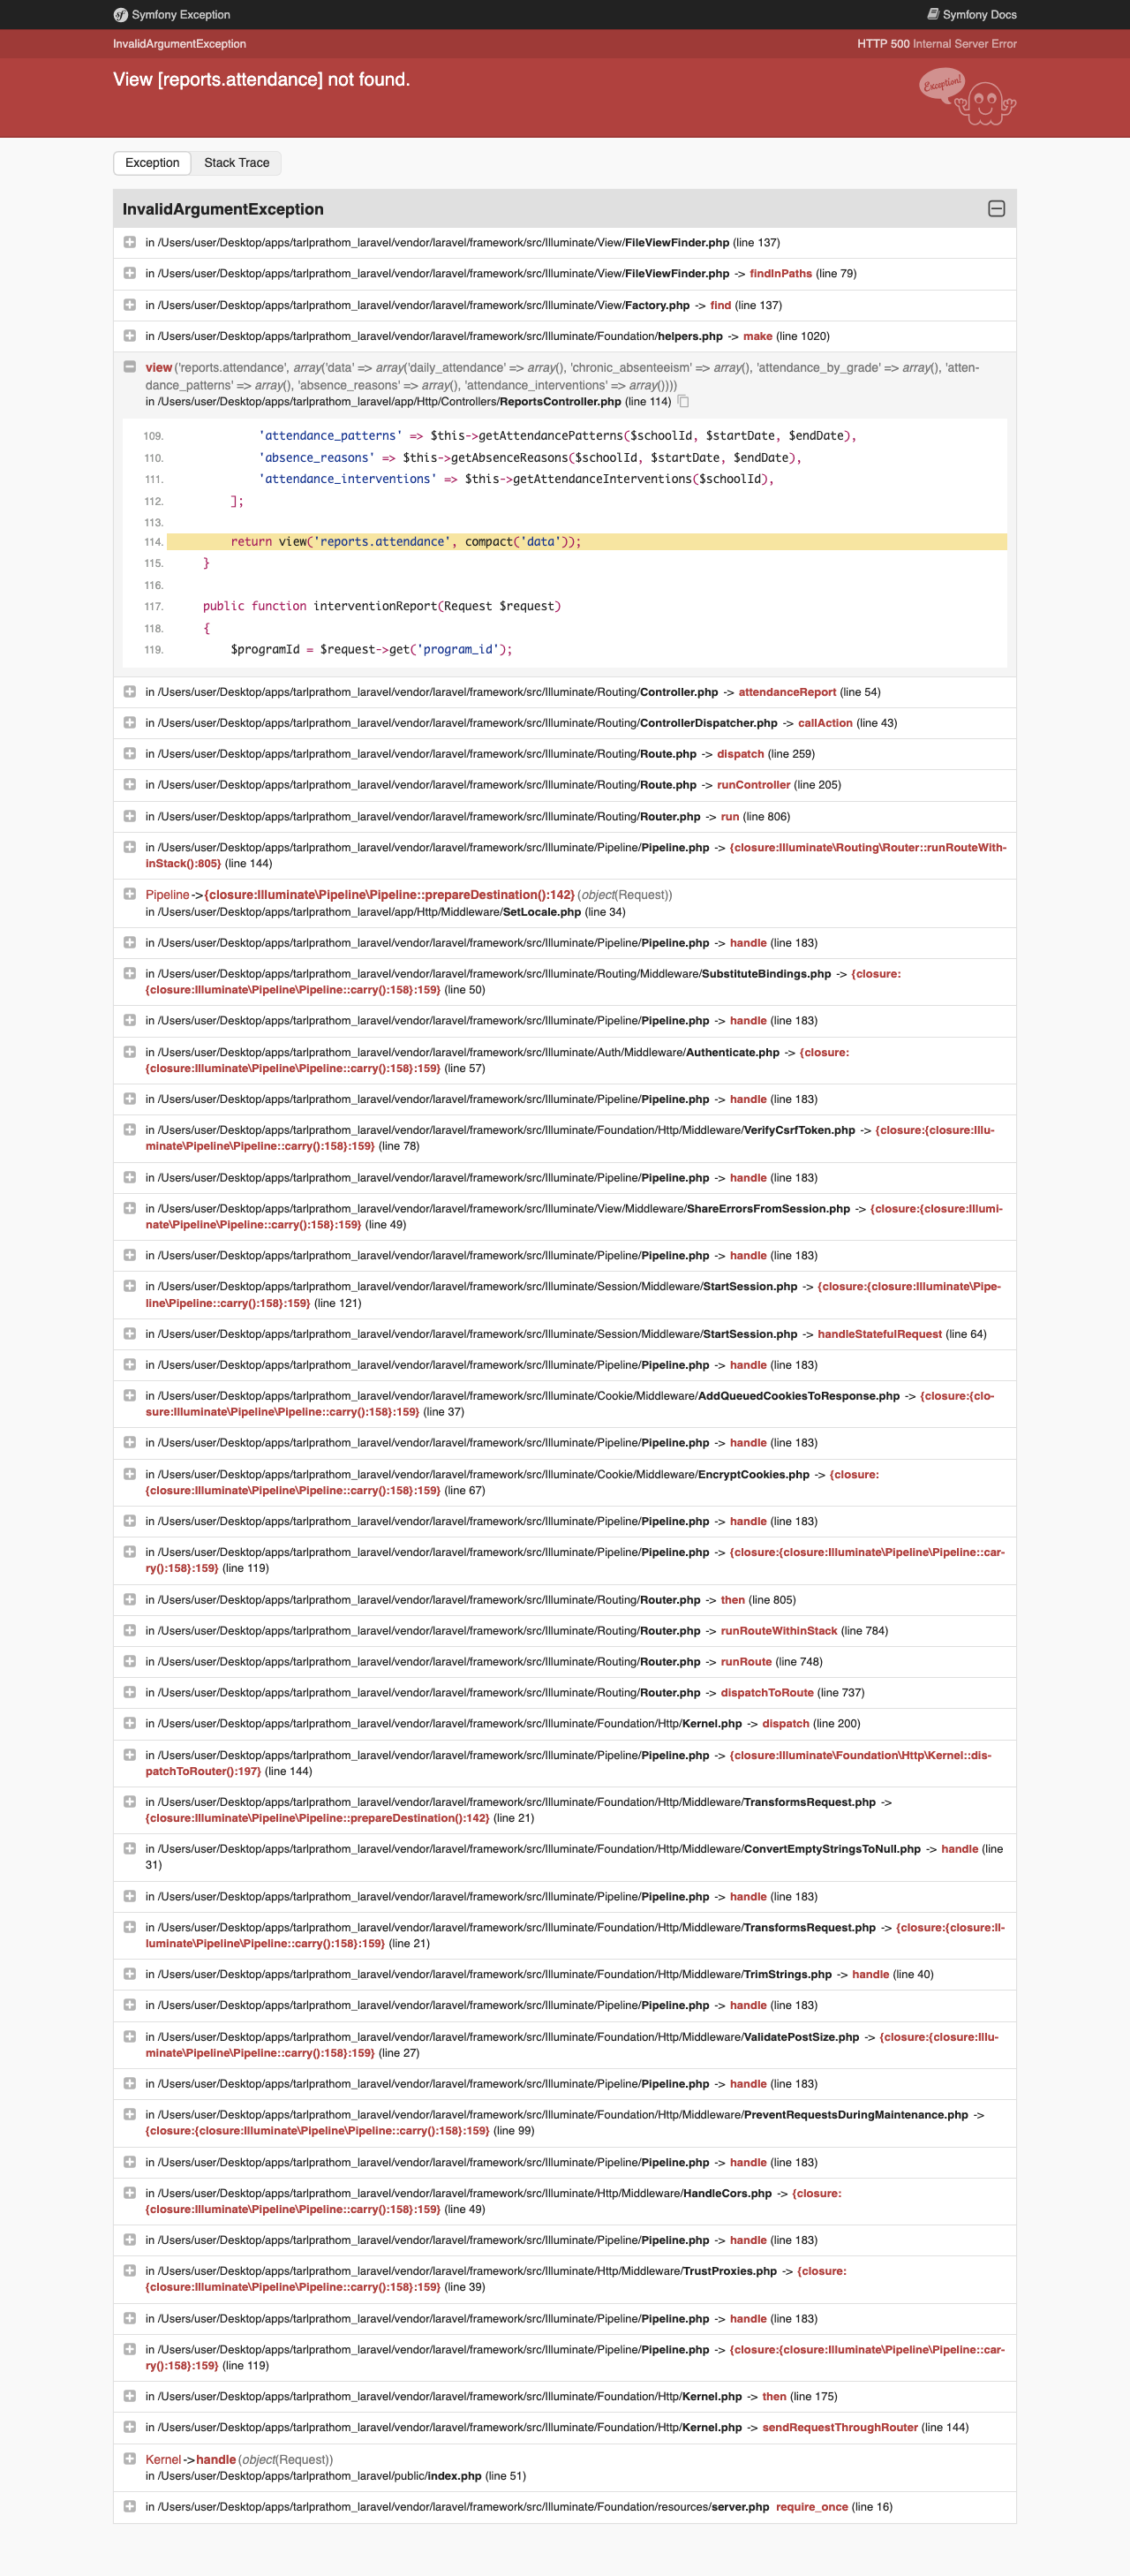 Symfony Exception
Symfony Docs
InvalidArgumentException
HTTP 500 Internal Server Error
View [reports.attendance] not found.
Exception!
Exception
Stack Trace
InvalidArgumentException
in /Users/user/Desktop/apps/tarlprathom_laravel/vendor/laravel/framework/src/Illuminate/View/FileViewFinder.php (line 137)
in /Users/user/Desktop/apps/tarlprathom_laravel/vendor/laravel/framework/src/Illuminate/View/FileViewFinder.php -> findInPaths (line 79)
in /Users/user/Desktop/apps/tarlprathom_laravel/vendor/laravel/framework/src/Illuminate/View/Factory.php -> find (line 137)
in /Users/user/Desktop/apps/tarlprathom_laravel/vendor/laravel/framework/src/Illuminate/Foundation/helpers.php -> make (line 1020)
view('reports.attendance', array('data' => array('daily_attendance' => array(), 'chronic_absenteeism' => array(), 'attendance_by_grade' => array(), 'atten-
dance_patterns' => array(), 'absence_reasons' => array(), 'attendance_interventions' => array())))
in /Users/user/Desktop/apps/tarlprathom_laravel/app/Http/Controllers/ReportsController.php (line 114)
109. 'attendance_patterns' => $this->getAttendancePatterns($schoolId, $startDate, $endDate),
110. 'absence_reasons' => $this->getAbsenceReasons($schoolId, $startDate, $endDate),
111. 'attendance_interventions' => $this->getAttendanceInterventions($schoolId),
112. ];
113.
114. return view('reports.attendance', compact('data'));
115. }
116.
117. public function interventionReport(Request $request)
118. {
119. $programId = $request->get('program_id');
in /Users/user/Desktop/apps/tarlprathom_laravel/vendor/laravel/framework/src/Illuminate/Routing/Controller.php -> attendanceReport (line 54)
in /Users/user/Desktop/apps/tarlprathom_laravel/vendor/laravel/framework/src/Illuminate/Routing/ControllerDispatcher.php -> callAction (line 43)
in /Users/user/Desktop/apps/tarlprathom_laravel/vendor/laravel/framework/src/Illuminate/Routing/Route.php -> dispatch (line 259)
in /Users/user/Desktop/apps/tarlprathom_laravel/vendor/laravel/framework/src/Illuminate/Routing/Route.php -> runController (line 205)
in /Users/user/Desktop/apps/tarlprathom_laravel/vendor/laravel/framework/src/Illuminate/Routing/Router.php -> run (line 806)
in /Users/user/Desktop/apps/tarlprathom_laravel/vendor/laravel/framework/src/Illuminate/Pipeline/Pipeline.php -> {closure:Illuminate\Routing\Router::runRouteWith-
inStack():805} (line 144)
Pipeline->{closure:Illuminate\Pipeline\Pipeline::prepareDestination():142}(object(Request))
in /Users/user/Desktop/apps/tarlprathom_laravel/app/Http/Middleware/SetLocale.php (line 34)
in /Users/user/Desktop/apps/tarlprathom_laravel/vendor/laravel/framework/src/Illuminate/Pipeline/Pipeline.php -> handle (line 183)
in /Users/user/Desktop/apps/tarlprathom_laravel/vendor/laravel/framework/src/Illuminate/Routing/Middleware/SubstituteBindings.php -> {closure:
{closure:Illuminate\Pipeline\Pipeline::carry():158}:159} (line 50)
in /Users/user/Desktop/apps/tarlprathom_laravel/vendor/laravel/framework/src/Illuminate/Pipeline/Pipeline.php -> handle (line 183)
in /Users/user/Desktop/apps/tarlprathom_laravel/vendor/laravel/framework/src/Illuminate/Auth/Middleware/Authenticate.php -> {closure:
{closure:Illuminate\Pipeline\Pipeline::carry():158}:159} (line 57)
in /Users/user/Desktop/apps/tarlprathom_laravel/vendor/laravel/framework/src/Illuminate/Pipeline/Pipeline.php -> handle (line 183)
in /Users/user/Desktop/apps/tarlprathom_laravel/vendor/laravel/framework/src/Illuminate/Foundation/Http/Middleware/VerifyCsrfToken.php -> {closure:{closure:Illu-
minate\Pipeline\Pipeline::carry():158}:159} (line 78)
in /Users/user/Desktop/apps/tarlprathom_laravel/vendor/laravel/framework/src/Illuminate/Pipeline/Pipeline.php -> handle (line 183)
in /Users/user/Desktop/apps/tarlprathom_laravel/vendor/laravel/framework/src/Illuminate/View/Middleware/ShareErrorsFromSession.php -> {closure:{closure:Illumi-
nate\Pipeline\Pipeline::carry():158}:159} (line 49)
in /Users/user/Desktop/apps/tarlprathom_laravel/vendor/laravel/framework/src/Illuminate/Pipeline/Pipeline.php -> handle (line 183)
in /Users/user/Desktop/apps/tarlprathom_laravel/vendor/laravel/framework/src/Illuminate/Session/Middleware/StartSession.php -> {closure:{closure:Illuminate\Pipe-
line\Pipeline::carry():158}:159} (line 121)
in /Users/user/Desktop/apps/tarlprathom_laravel/vendor/laravel/framework/src/Illuminate/Session/Middleware/StartSession.php -> handleStatefulRequest (line 64)
in /Users/user/Desktop/apps/tarlprathom_laravel/vendor/laravel/framework/src/Illuminate/Pipeline/Pipeline.php -> handle (line 183)
in /Users/user/Desktop/apps/tarlprathom_laravel/vendor/laravel/framework/src/Illuminate/Cookie/Middleware/AddQueuedCookiesToResponse.php -> {closure:{clo-
sure:Illuminate\Pipeline\Pipeline::carry():158}:159} (line 37)
in /Users/user/Desktop/apps/tarlprathom_laravel/vendor/laravel/framework/src/Illuminate/Pipeline/Pipeline.php -> handle (line 183)
in /Users/user/Desktop/apps/tarlprathom_laravel/vendor/laravel/framework/src/Illuminate/Cookie/Middleware/EncryptCookies.php -> {closure:
{closure:Illuminate\Pipeline\Pipeline::carry():158}:159} (line 67)
in /Users/user/Desktop/apps/tarlprathom_laravel/vendor/laravel/framework/src/Illuminate/Pipeline/Pipeline.php -> handle (line 183)
in /Users/user/Desktop/apps/tarlprathom_laravel/vendor/laravel/framework/src/Illuminate/Pipeline/Pipeline.php -> {closure:{closure:Illuminate\Pipeline\Pipeline::car-
ry():158}:159} (line 119)
in /Users/user/Desktop/apps/tarlprathom_laravel/vendor/laravel/framework/src/Illuminate/Routing/Router.php -> then (line 805)
in /Users/user/Desktop/apps/tarlprathom_laravel/vendor/laravel/framework/src/Illuminate/Routing/Router.php -> runRouteWithinStack (line 784)
in /Users/user/Desktop/apps/tarlprathom_laravel/vendor/laravel/framework/src/Illuminate/Routing/Router.php -> runRoute (line 748)
in /Users/user/Desktop/apps/tarlprathom_laravel/vendor/laravel/framework/src/Illuminate/Routing/Router.php -> dispatchToRoute (line 737)
in /Users/user/Desktop/apps/tarlprathom_laravel/vendor/laravel/framework/src/Illuminate/Foundation/Http/Kernel.php -> dispatch (line 200)
in /Users/user/Desktop/apps/tarlprathom_laravel/vendor/laravel/framework/src/Illuminate/Pipeline/Pipeline.php -> {closure:Illuminate\Foundation\Http\Kernel::dis-
patchToRouter():197} (line 144)
in /Users/user/Desktop/apps/tarlprathom_laravel/vendor/laravel/framework/src/Illuminate/Foundation/Http/Middleware/TransformsRequest.php ->
{closure:Illuminate\Pipeline\Pipeline::prepareDestination():142} (line 21)
in /Users/user/Desktop/apps/tarlprathom_laravel/vendor/laravel/framework/src/Illuminate/Foundation/Http/Middleware/ConvertEmptyStringsToNull.php -> handle (line
31)
in /Users/user/Desktop/apps/tarlprathom_laravel/vendor/laravel/framework/src/Illuminate/Pipeline/Pipeline.php -> handle (line 183)
in /Users/user/Desktop/apps/tarlprathom_laravel/vendor/laravel/framework/src/Illuminate/Foundation/Http/Middleware/TransformsRequest.php -> {closure:{closure:Il-
luminate\Pipeline\Pipeline::carry():158}:159} (line 21)
in /Users/user/Desktop/apps/tarlprathom_laravel/vendor/laravel/framework/src/Illuminate/Foundation/Http/Middleware/TrimStrings.php -> handle (line 40)
in /Users/user/Desktop/apps/tarlprathom_laravel/vendor/laravel/framework/src/Illuminate/Pipeline/Pipeline.php -> handle (line 183)
in /Users/user/Desktop/apps/tarlprathom_laravel/vendor/laravel/framework/src/Illuminate/Foundation/Http/Middleware/ValidatePostSize.php -> {closure:{closure:Illu-
minate\Pipeline\Pipeline::carry():158}:159} (line 27)
in /Users/user/Desktop/apps/tarlprathom_laravel/vendor/laravel/framework/src/Illuminate/Pipeline/Pipeline.php -> handle (line 183)
in /Users/user/Desktop/apps/tarlprathom_laravel/vendor/laravel/framework/src/Illuminate/Foundation/Http/Middleware/PreventRequestsDuringMaintenance.php ->
{closure:{closure:Illuminate\Pipeline\Pipeline::carry():158}:159} (line 99)
in /Users/user/Desktop/apps/tarlprathom_laravel/vendor/laravel/framework/src/Illuminate/Pipeline/Pipeline.php -> handle (line 183)
in /Users/user/Desktop/apps/tarlprathom_laravel/vendor/laravel/framework/src/Illuminate/Http/Middleware/HandleCors.php -> {closure:
{closure:Illuminate\Pipeline\Pipeline::carry():158}:159} (line 49)
in /Users/user/Desktop/apps/tarlprathom_laravel/vendor/laravel/framework/src/Illuminate/Pipeline/Pipeline.php -> handle (line 183)
in /Users/user/Desktop/apps/tarlprathom_laravel/vendor/laravel/framework/src/Illuminate/Http/Middleware/TrustProxies.php -> {closure:
{closure:Illuminate\Pipeline\Pipeline::carry():158}:159} (line 39)
in /Users/user/Desktop/apps/tarlprathom_laravel/vendor/laravel/framework/src/Illuminate/Pipeline/Pipeline.php -> handle (line 183)
in /Users/user/Desktop/apps/tarlprathom_laravel/vendor/laravel/framework/src/Illuminate/Pipeline/Pipeline.php -> {closure:{closure:Illuminate\Pipeline\Pipeline::car-
ry():158}:159} (line 119)
in /Users/user/Desktop/apps/tarlprathom_laravel/vendor/laravel/framework/src/Illuminate/Foundation/Http/Kernel.php -> then (line 175)
in /Users/user/Desktop/apps/tarlprathom_laravel/vendor/laravel/framework/src/Illuminate/Foundation/Http/Kernel.php -> sendRequestThroughRouter (line 144)
Kernel->handle(object(Request))
in /Users/user/Desktop/apps/tarlprathom_laravel/public/index.php (line 51)
in /Users/user/Desktop/apps/tarlprathom_laravel/vendor/laravel/framework/src/Illuminate/Foundation/resources/server.php require_once (line 16)